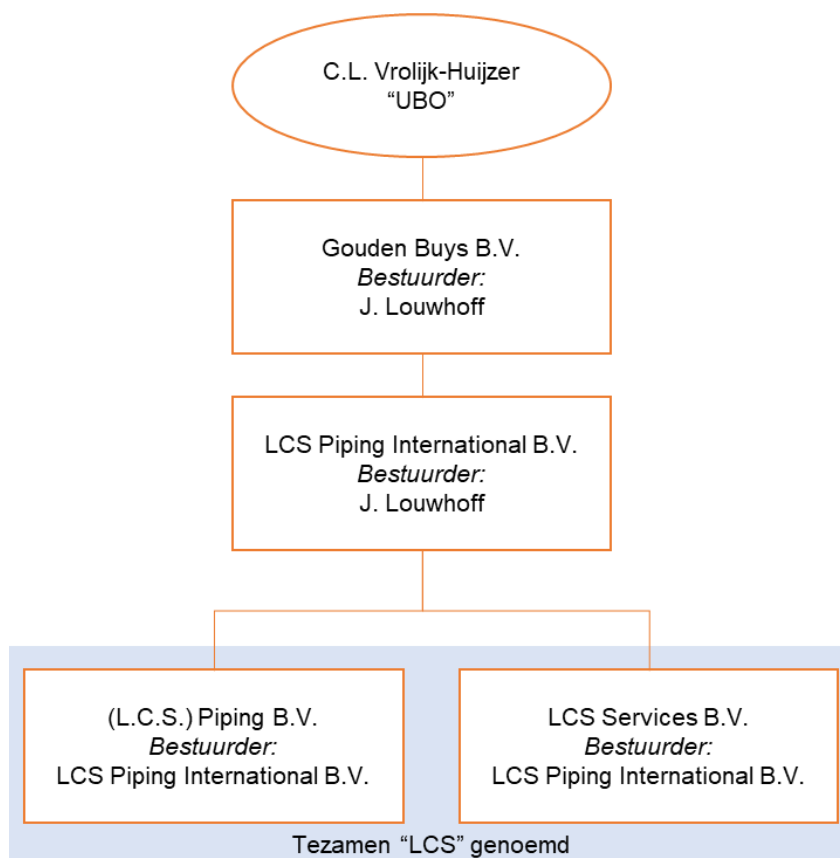 C.L. Vrolijk-Huijzer
“UBO”
Gouden Buys B.V.
Bestuurder:
J. Louwhoff
LCS Piping International B.V.
Bestuurder:
J. Louwhoff
(L.C.S.) Piping B.V.
Bestuurder:
LCS Piping International B.V.
LCS Services B.V.
Bestuurder:
LCS Piping International B.V.
Tezamen “LCS” genoemd